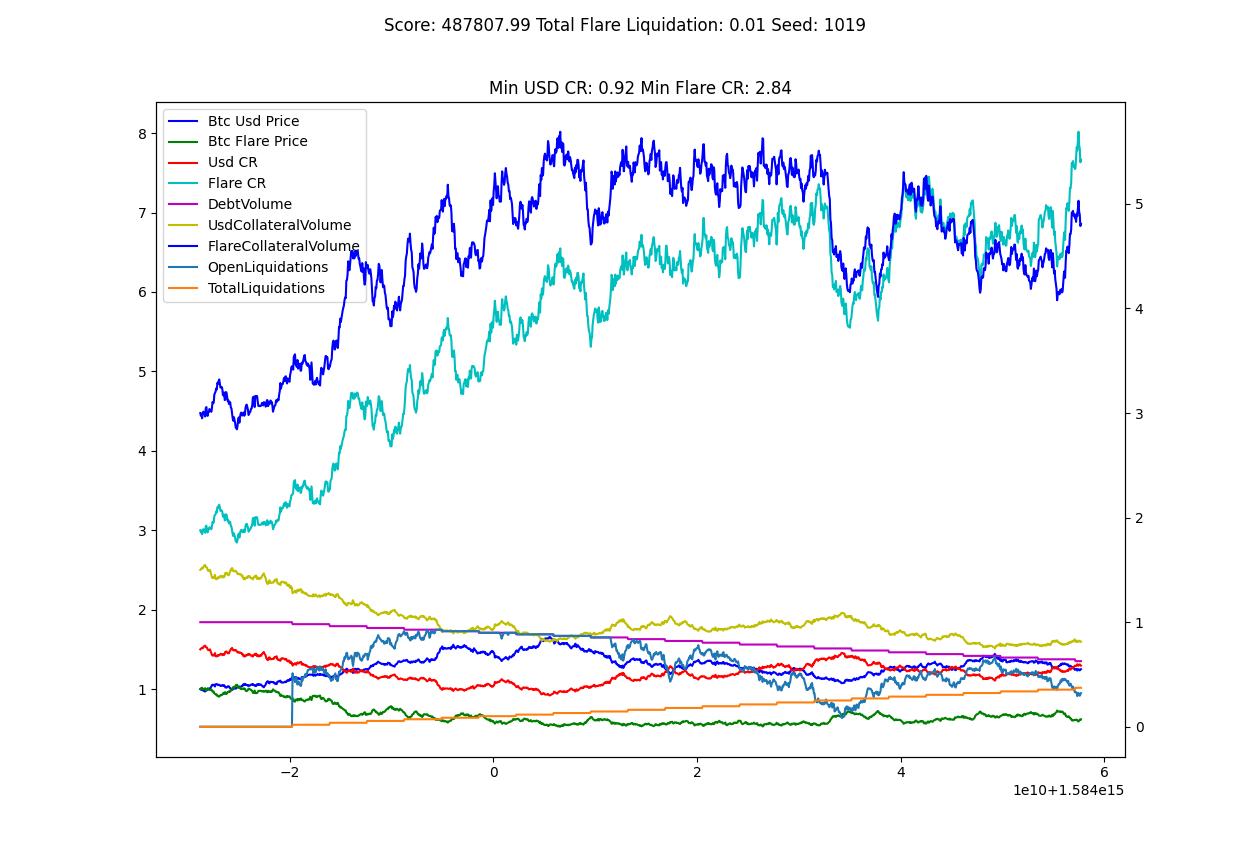 Score: 487807.99 Total Flare Liquidation: 0.01 Seed: 1019
Min USD CR: 0.92 Min Flare CR: 2.84
Btc Usd Price
Btc Flare Price
Usd CR
Flare CR
DebtVolume
UsdCollateralVolume
FlareCollateralVolume
OpenLiquidations
TotalLiquidations
8
7
6
5
4
3
2
1
5
4
3
2
1
0
−2
0
2
4
6
1e10+1.584e15